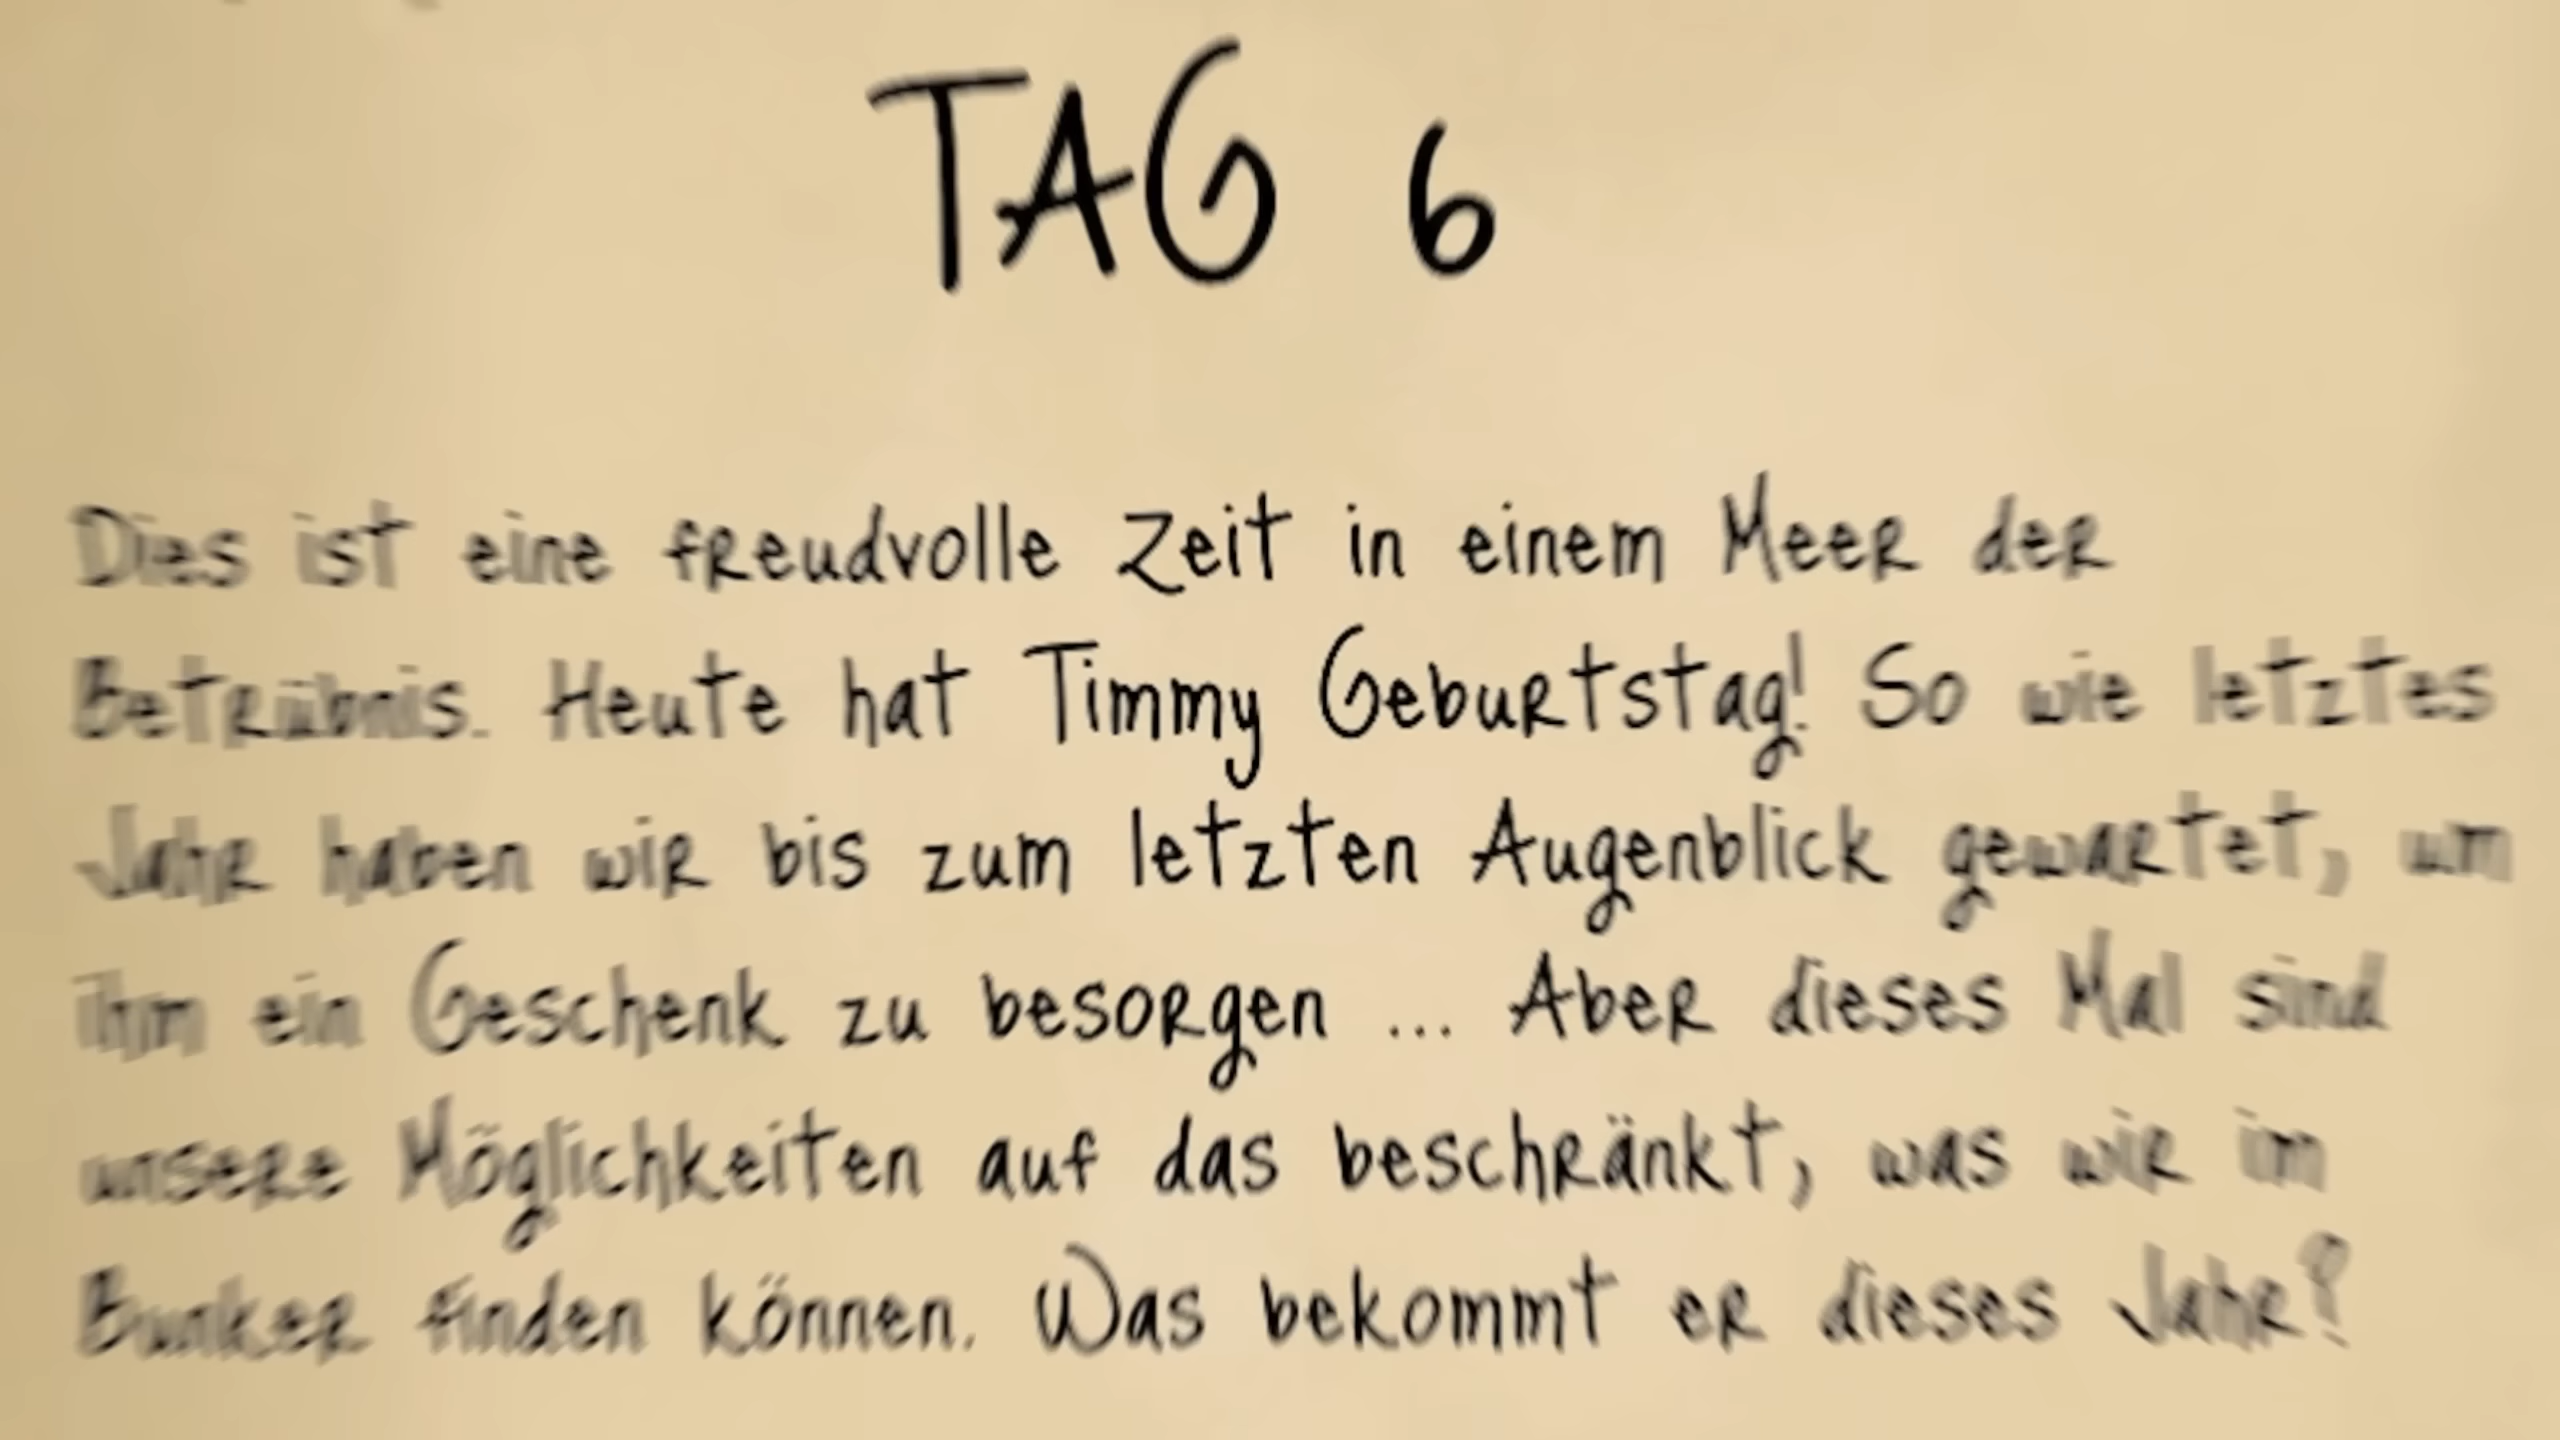 TAG 6
Dies ist eine freudvolle Zeit in einem Meer der
Betrübnis. Heute hat Timmy Geburtstag! So wie letztes
Jahr haben wir bis zum letzten Augenblick gewartet, um
ihm ein Geschenk zu besorgen ... Aber dieses Mal sind
unsere Möglichkeiten auf das beschränkt, was wir im
Bunker finden können. Was bekommt er dieses Jahr?